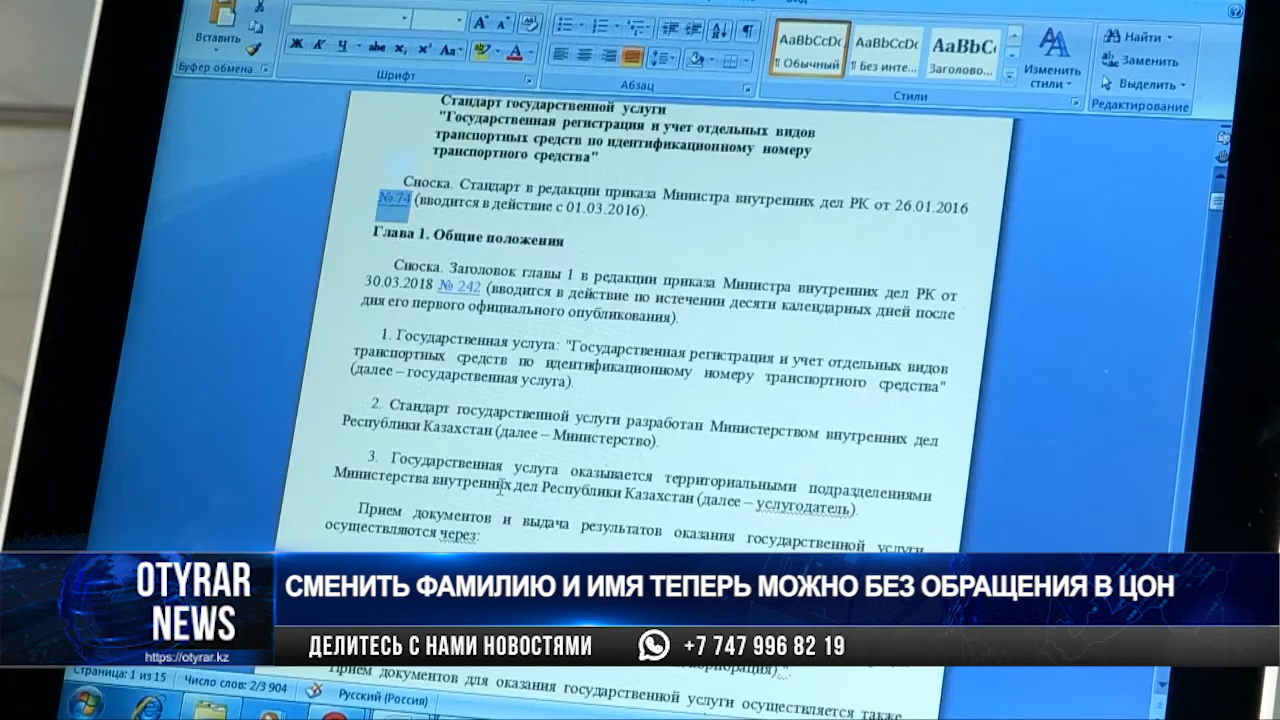 Вставить
Буфер обмена
Ж К Ч abc x₂ x² Aa
Шрифт
Абзац
AaBbCcDc AaBbCcDc AaBbCc
¶ Обычный ¶ Без инте... Заголово...
Изменить
стили
Стили
Найти
Заменить
Выделить
Редактирование
Стандарт государственной услуги
"Государственная регистрация и учет отдельных видов
транспортных средств по идентификационному номеру
транспортного средства"
Сноска. Стандарт в редакции приказа Министра внутренних дел РК от 26.01.2016
№ 74 (вводится в действие с 01.03.2016).
Глава 1. Общие положения
Сноска. Заголовок главы 1 в редакции приказа Министра внутренних дел РК от
30.03.2018 № 242 (вводится в действие по истечении десяти календарных дней после
дня его первого официального опубликования).
1. Государственная услуга: "Государственная регистрация и учет отдельных видов
транспортных средств по идентификационному номеру транспортного средства"
(далее – государственная услуга).
2. Стандарт государственной услуги разработан Министерством внутренних дел
Республики Казахстан (далее – Министерство).
3. Государственная услуга оказывается территориальными подразделениями
Министерства внутренних дел Республики Казахстан (далее – услугодатель).
Прием документов и выдача результатов оказания государственной услуги
осуществляются через:
OTYRAR
NEWS
https://otyrar.kz
СМЕНИТЬ ФАМИЛИЮ И ИМЯ ТЕПЕРЬ МОЖНО БЕЗ ОБРАЩЕНИЯ В ЦОН
ДЕЛИТЕСЬ С НАМИ НОВОСТЯМИ +7 747 996 82 19
Прием документов для оказания государственной услуги осуществляется также
Страница: 1 из 15 Число слов: 2/3 904 Русский (Россия)